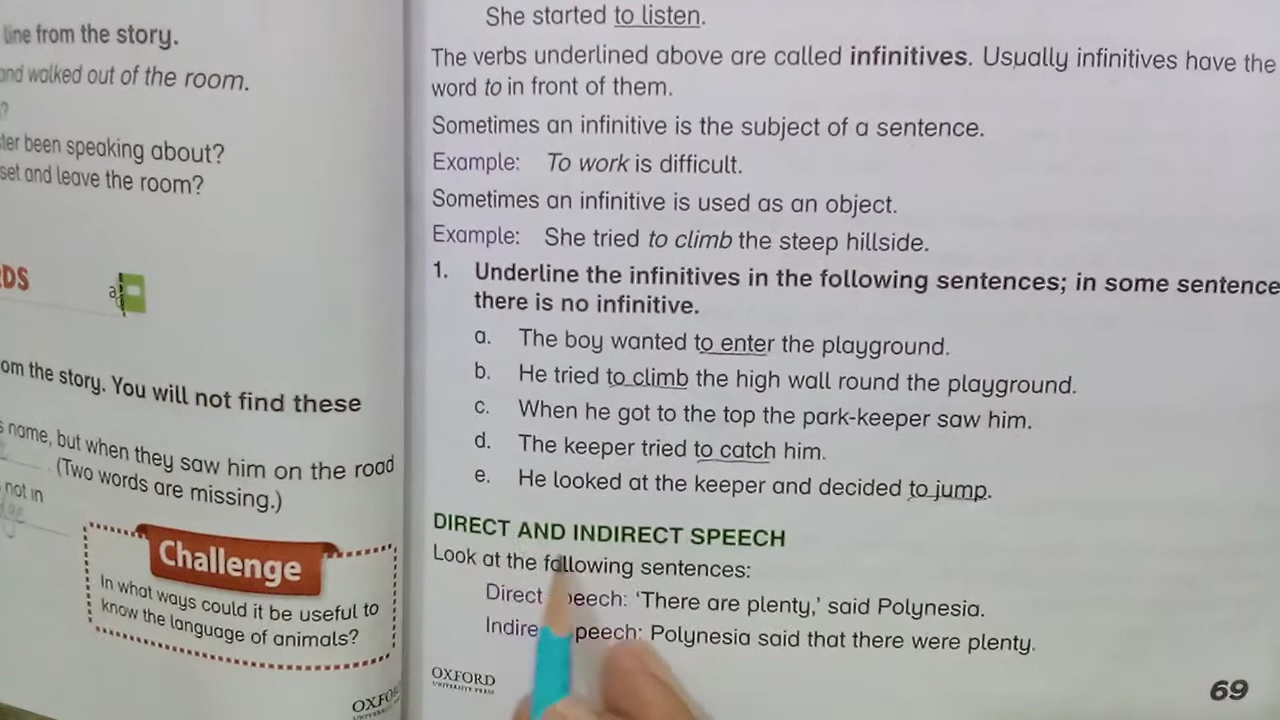 line from the story.
and walked out of the room.
?
ter been speaking about?
set and leave the room?
RDS
om the story. You will not find these
s name, but when they saw him on the road
(Two words are missing.)
not in
Challenge
In what ways could it be useful to
know the language of animals?
OXFO
She started to listen.
The verbs underlined above are called infinitives. Usually infinitives have the
word to in front of them.
Sometimes an infinitive is the subject of a sentence.
Example: To work is difficult.
Sometimes an infinitive is used as an object.
Example: She tried to climb the steep hillside.
1. Underline the infinitives in the following sentences; in some sentence
there is no infinitive.
a. The boy wanted to enter the playground.
b. He tried to climb the high wall round the playground.
c. When he got to the top the park-keeper saw him.
d. The keeper tried to catch him.
e. He looked at the keeper and decided to jump.
DIRECT AND INDIRECT SPEECH
Look at the following sentences:
Direct peech: ‘There are plenty,’ said Polynesia.
Indire peech: Polynesia said that there were plenty.
OXFORD
UNIVERSITY PRESS
69